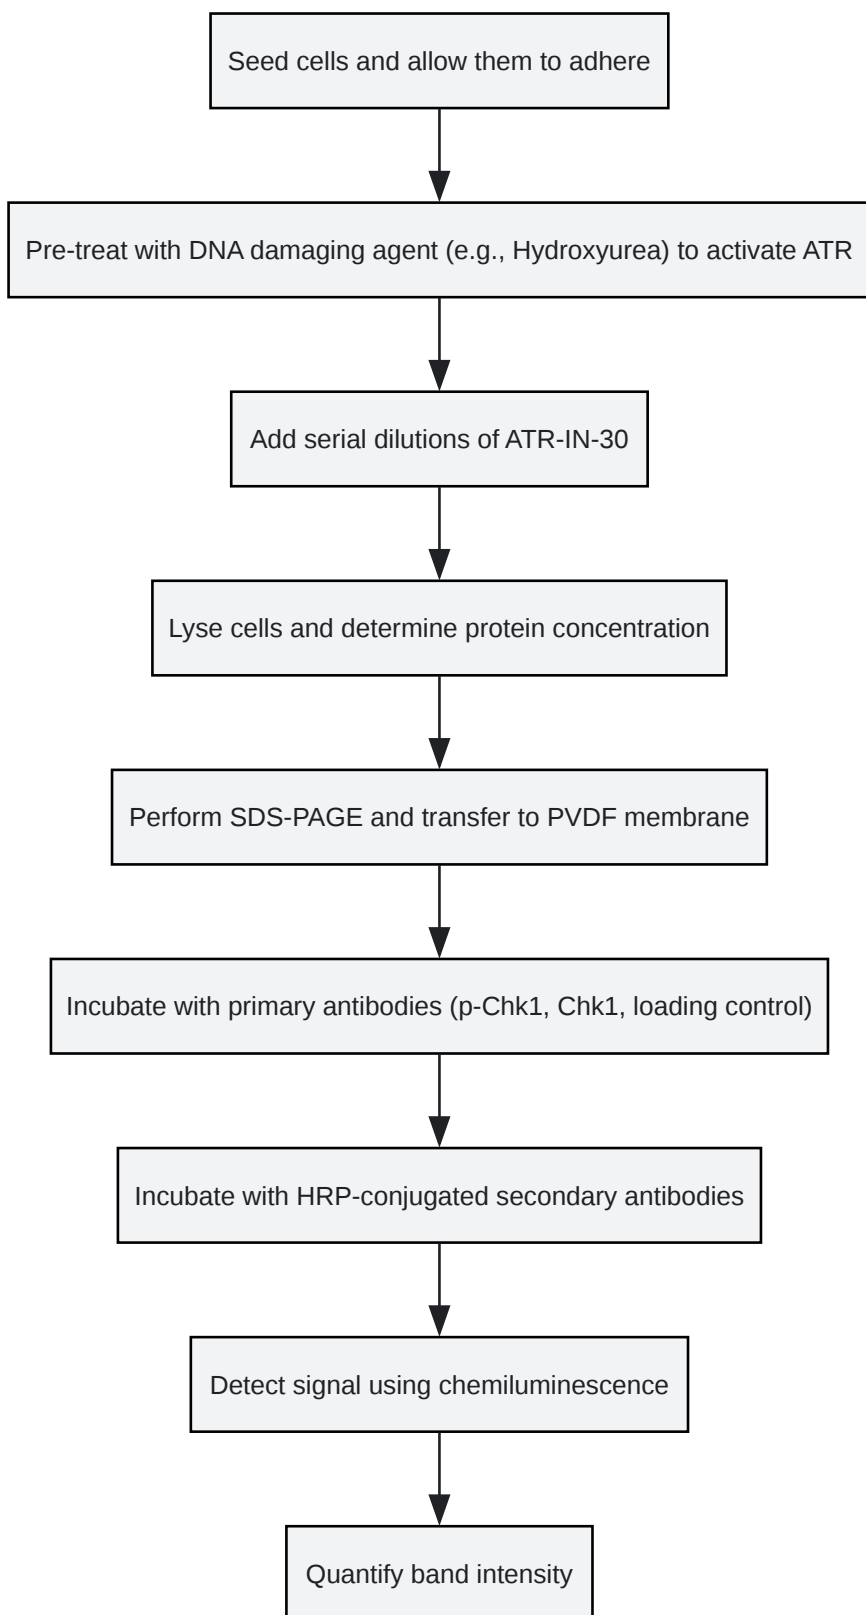 Seed cells and allow them to adhere
Pre-treat with DNA damaging agent (e.g., Hydroxyurea) to activate ATR
Add serial dilutions of ATR-IN-30
Lyse cells and determine protein concentration
Perform SDS-PAGE and transfer to PVDF membrane
Incubate with primary antibodies (p-Chk1, Chk1, loading control)
Incubate with HRP-conjugated secondary antibodies
Detect signal using chemiluminescence
Quantify band intensity